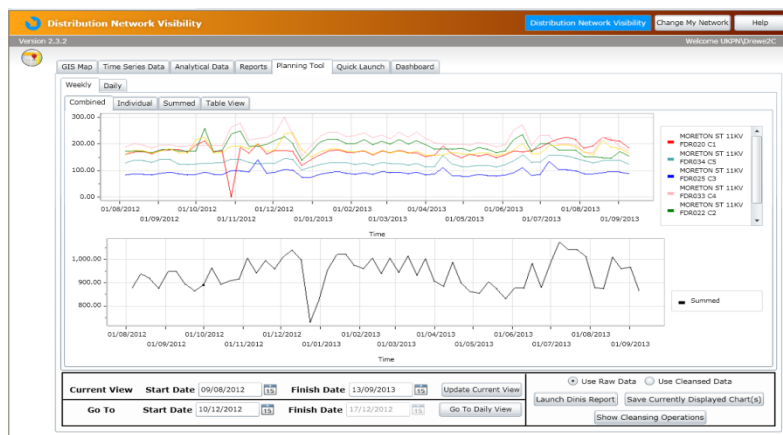 Distribution Network Visibility
Distribution Network Visibility Change My Network Help
Version 2.3.2 Welcome UKPN\Drewe2C
GIS Map Time Series Data Analytical Data Reports Planning Tool Quick Launch Dashboard
Weekly Daily
Combined Individual Summed Table View
300.00
200.00
100.00
0.00
01/08/2012 01/10/2012 01/12/2012 01/02/2013 01/04/2013 01/06/2013 01/08/2013
01/09/2012 01/11/2012 01/01/2013 01/03/2013 01/05/2013 01/07/2013 01/09/2013
Time
MORETON ST 11KV
FDR020 C1
MORETON ST 11KV
FDR034 C5
MORETON ST 11KV
FDR025 C3
MORETON ST 11KV
FDR033 C4
MORETON ST 11KV
FDR022 C2
1,000.00
900.00
800.00
01/08/2012 01/10/2012 01/12/2012 01/02/2013 01/04/2013 01/06/2013 01/08/2013
01/09/2012 01/11/2012 01/01/2013 01/03/2013 01/05/2013 01/07/2013 01/09/2013
Time
Summed
Current View Start Date 09/08/2012 15 Finish Date 13/09/2013 15 Update Current View
Go To Start Date 10/12/2012 15 Finish Date 17/12/2012 15 Go To Daily View
Use Raw Data Use Cleansed Data
Launch Dinis Report Save Currently Displayed Chart(s)
Show Cleansing Operations